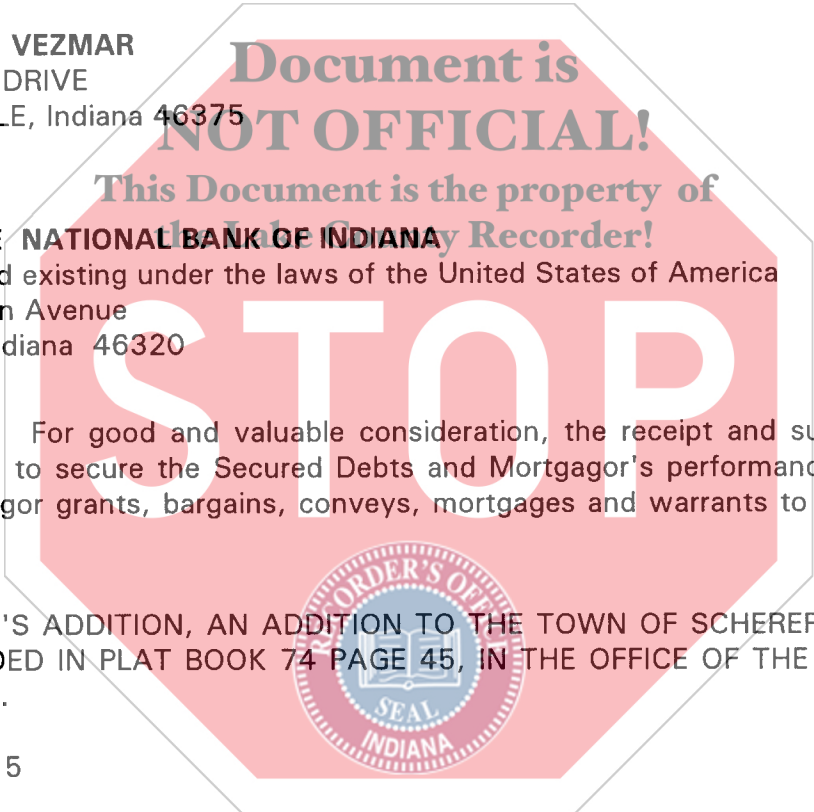 VEZMAR
Document is
DRIVE
LE, Indiana 46375
NOT OFFICIAL!
This Document is the property of
the Lake County Recorder!
E NATIONAL BANK OF INDIANA
d existing under the laws of the United States of America
n Avenue
diana 46320
STOP
For good and valuable consideration, the receipt and su
to secure the Secured Debts and Mortgagor's performanc
gor grants, bargains, conveys, mortgages and warrants to
RECORDER'S OFFICE
'S ADDITION, AN ADDITION TO THE TOWN OF SCHERER
DED IN PLAT BOOK 74 PAGE 45, IN THE OFFICE OF THE
.
SEAL
INDIANA
5